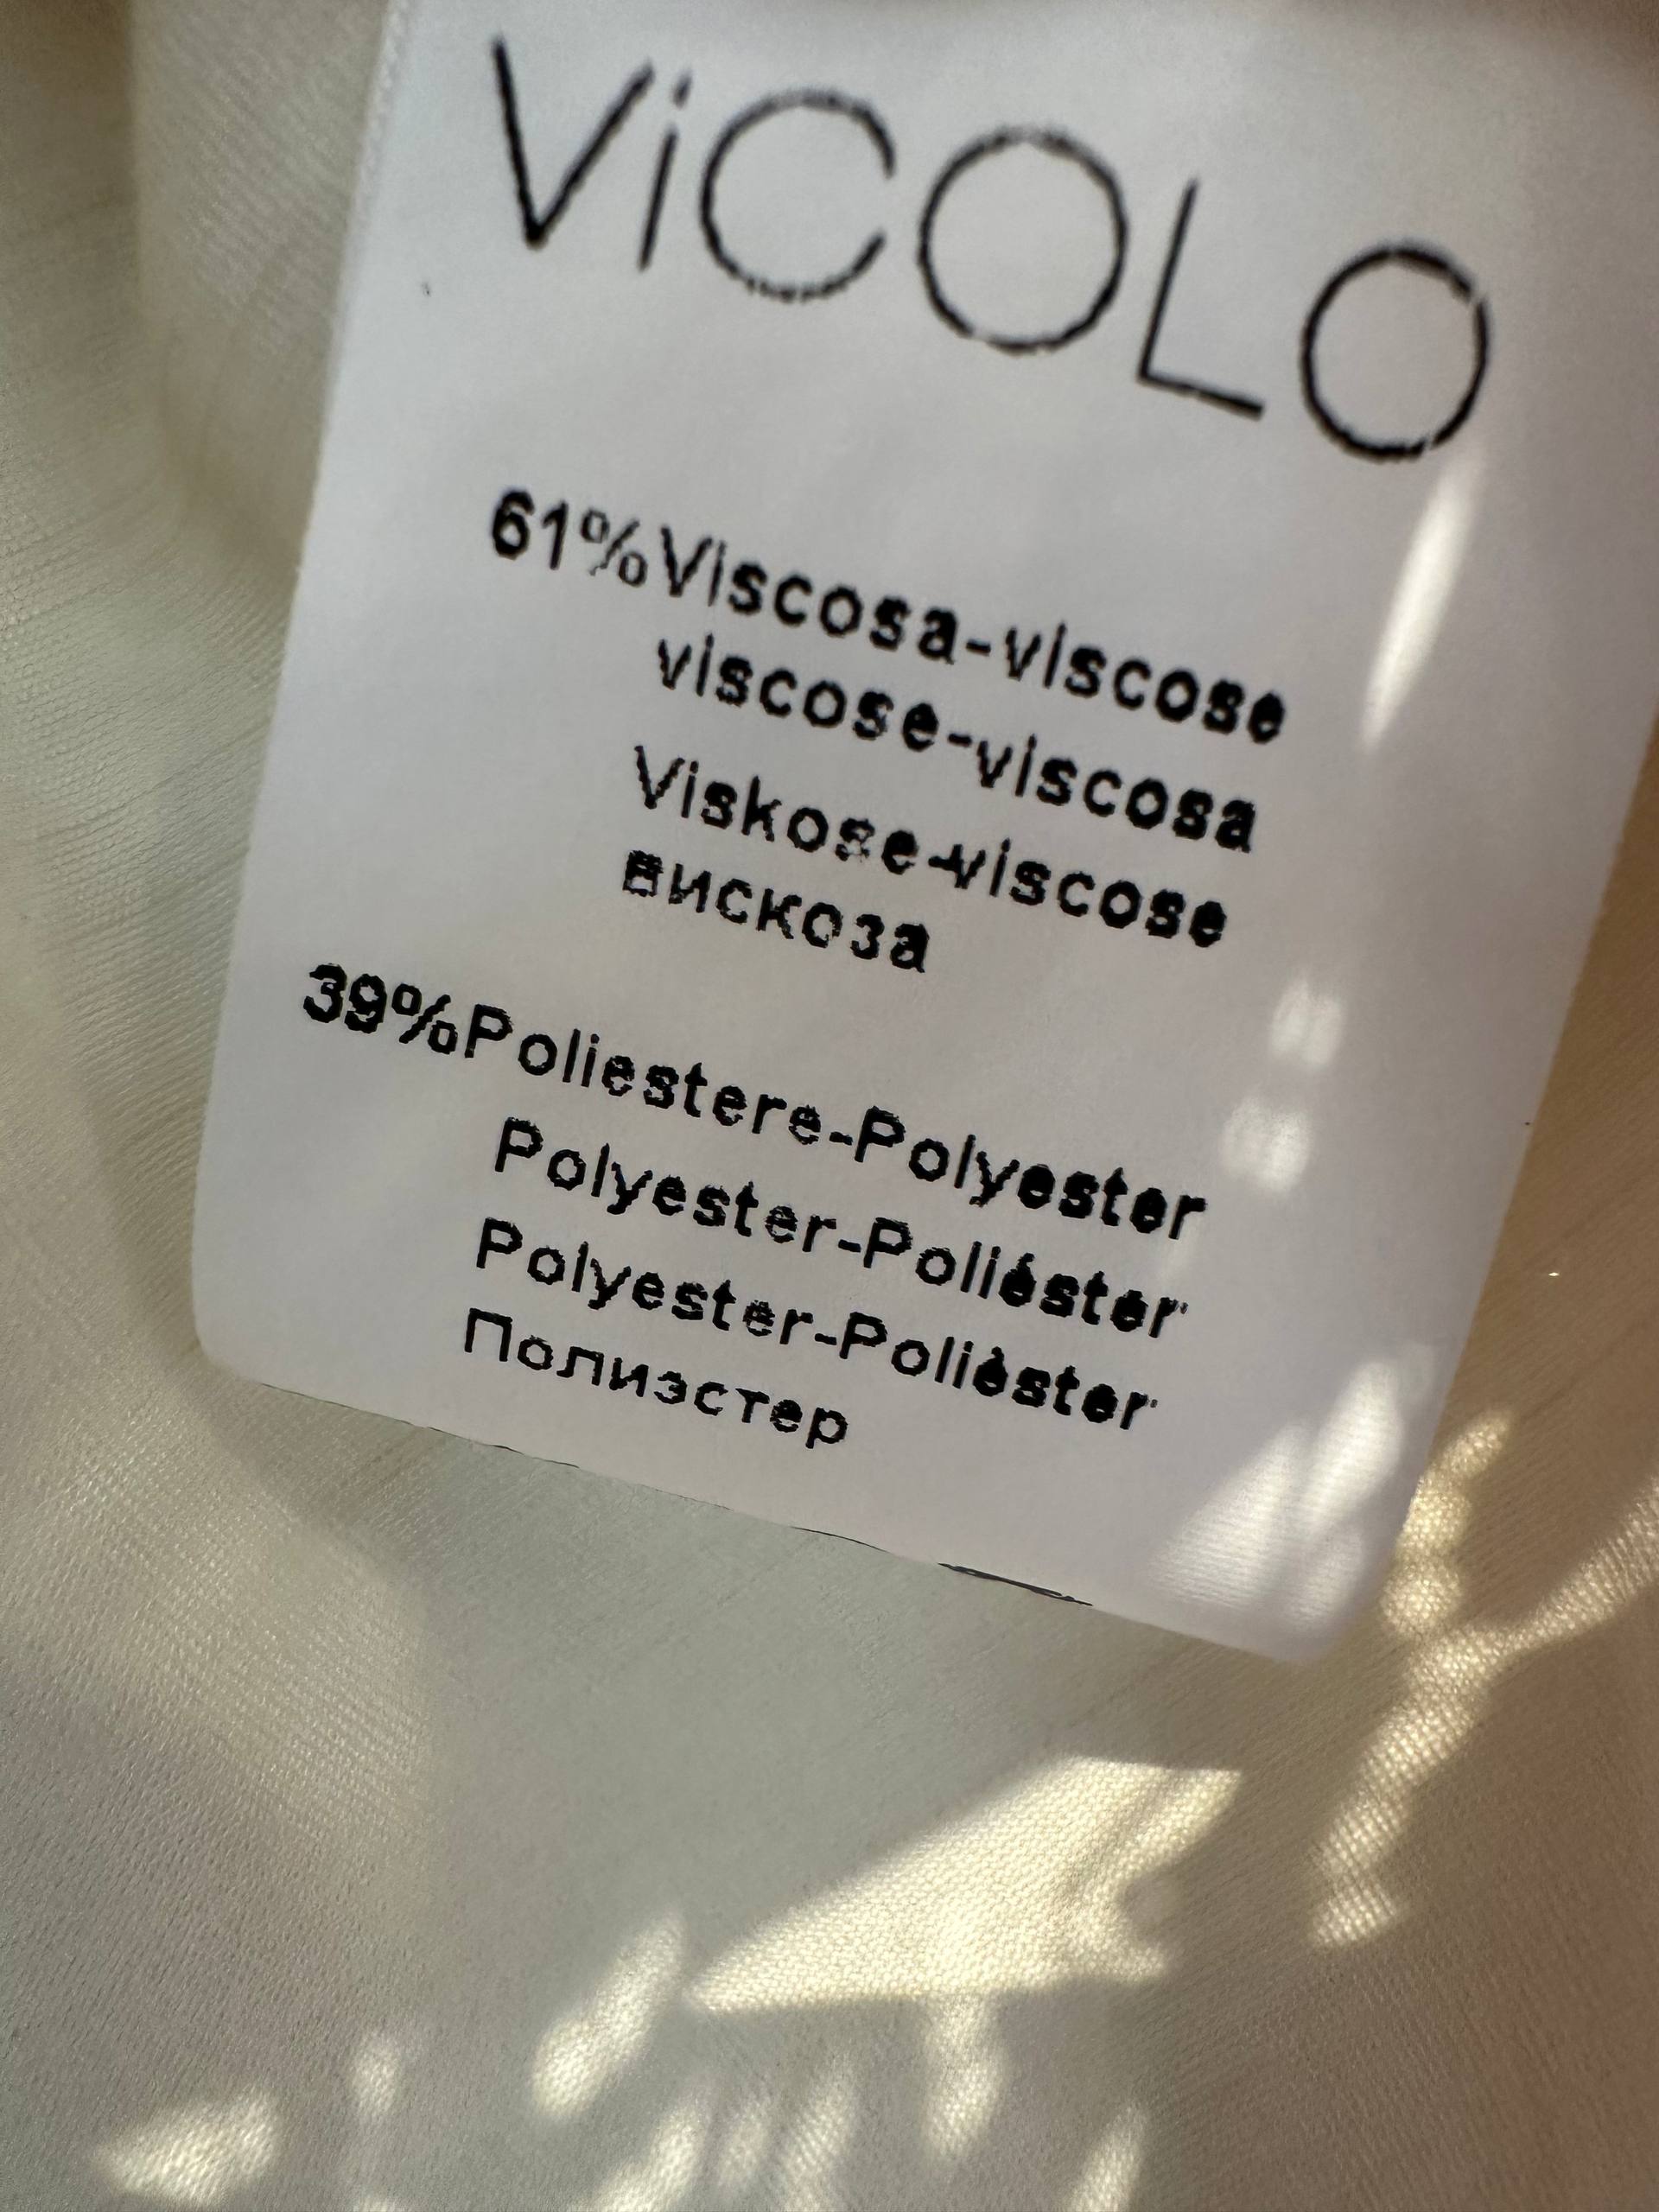 ViCOLO
61%Viscosa-viscose
viscose-viscosa
Viskose-viscose
вискоза
39%Poliestere-Polyester
Polyester-Poliéster
Polyester-Polièster
Полиэстер